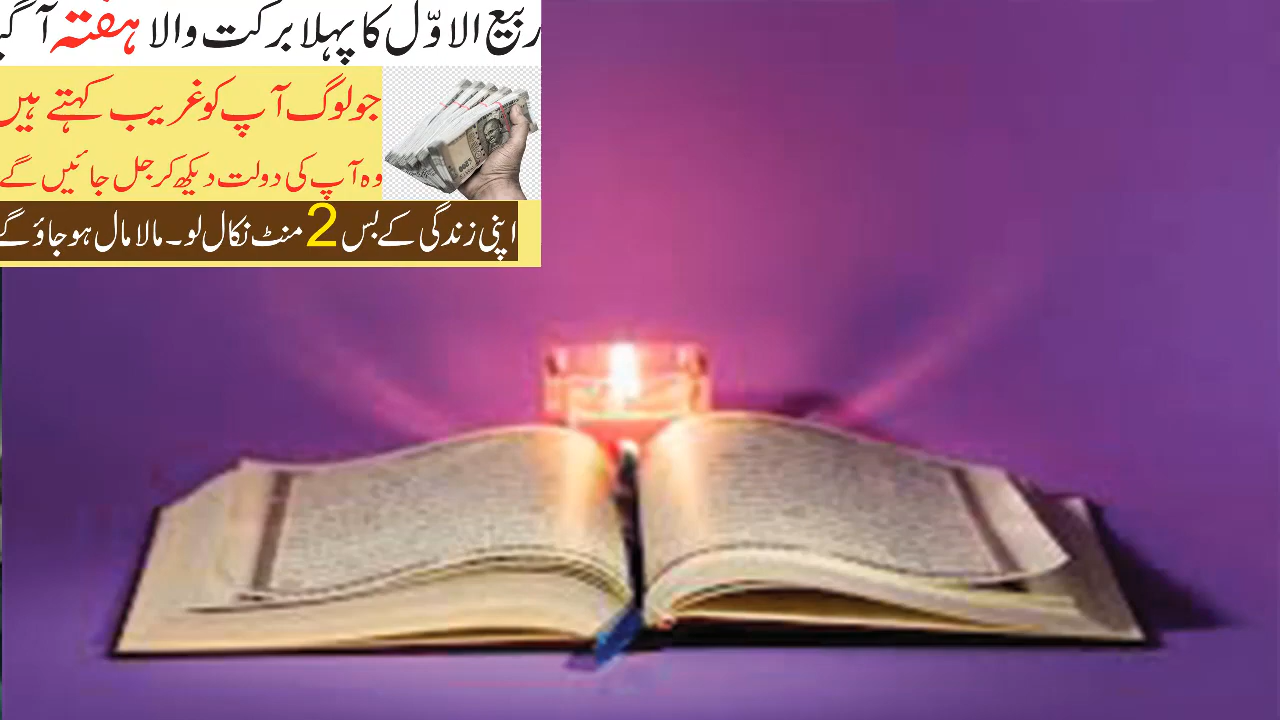 ربیع الاوّل کا پہلا برکت والا ہفتہ آ
جو لوگ آپ کو غریب کہتے ہیں
وہ آپ کی دولت دیکھ کر جل جائیں گے
اپنی زندگی کے بس 2 منٹ نکال لو۔ مالا مال ہو جاؤ گے